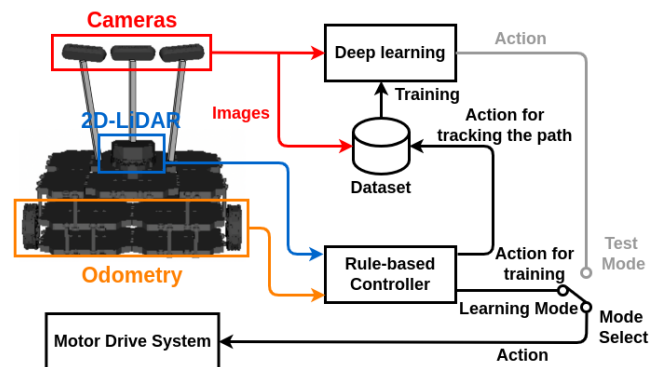 Cameras
Deep learning
Action
2D-LiDAR
Images
Training
Action for
tracking the path
Dataset
Odometry
Rule-based
Controller
Action for
training
Test
Mode
Learning Mode
Mode
Select
Motor Drive System
Action